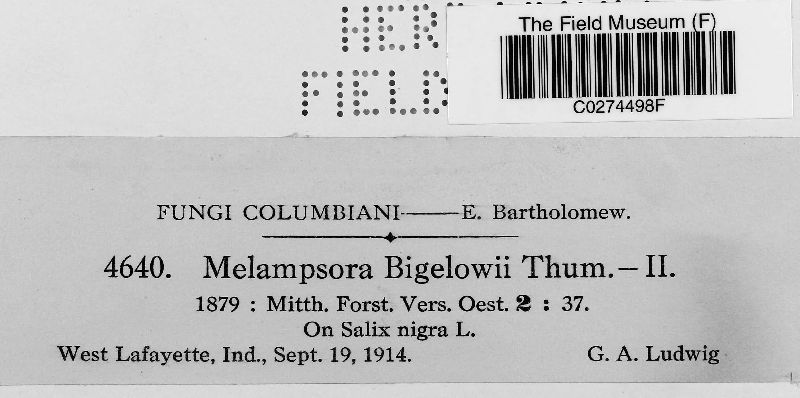 HER
The Field Museum (F)
FIELD
C0274498F
FUNGI COLUMBIANI——E. Bartholomew.
4640. Melampsora Bigelowii Thum.—II.
1879 : Mitth. Forst. Vers. Oest. 2 : 37.
On Salix nigra L.
West Lafayette, Ind., Sept. 19, 1914. G. A. Ludwig